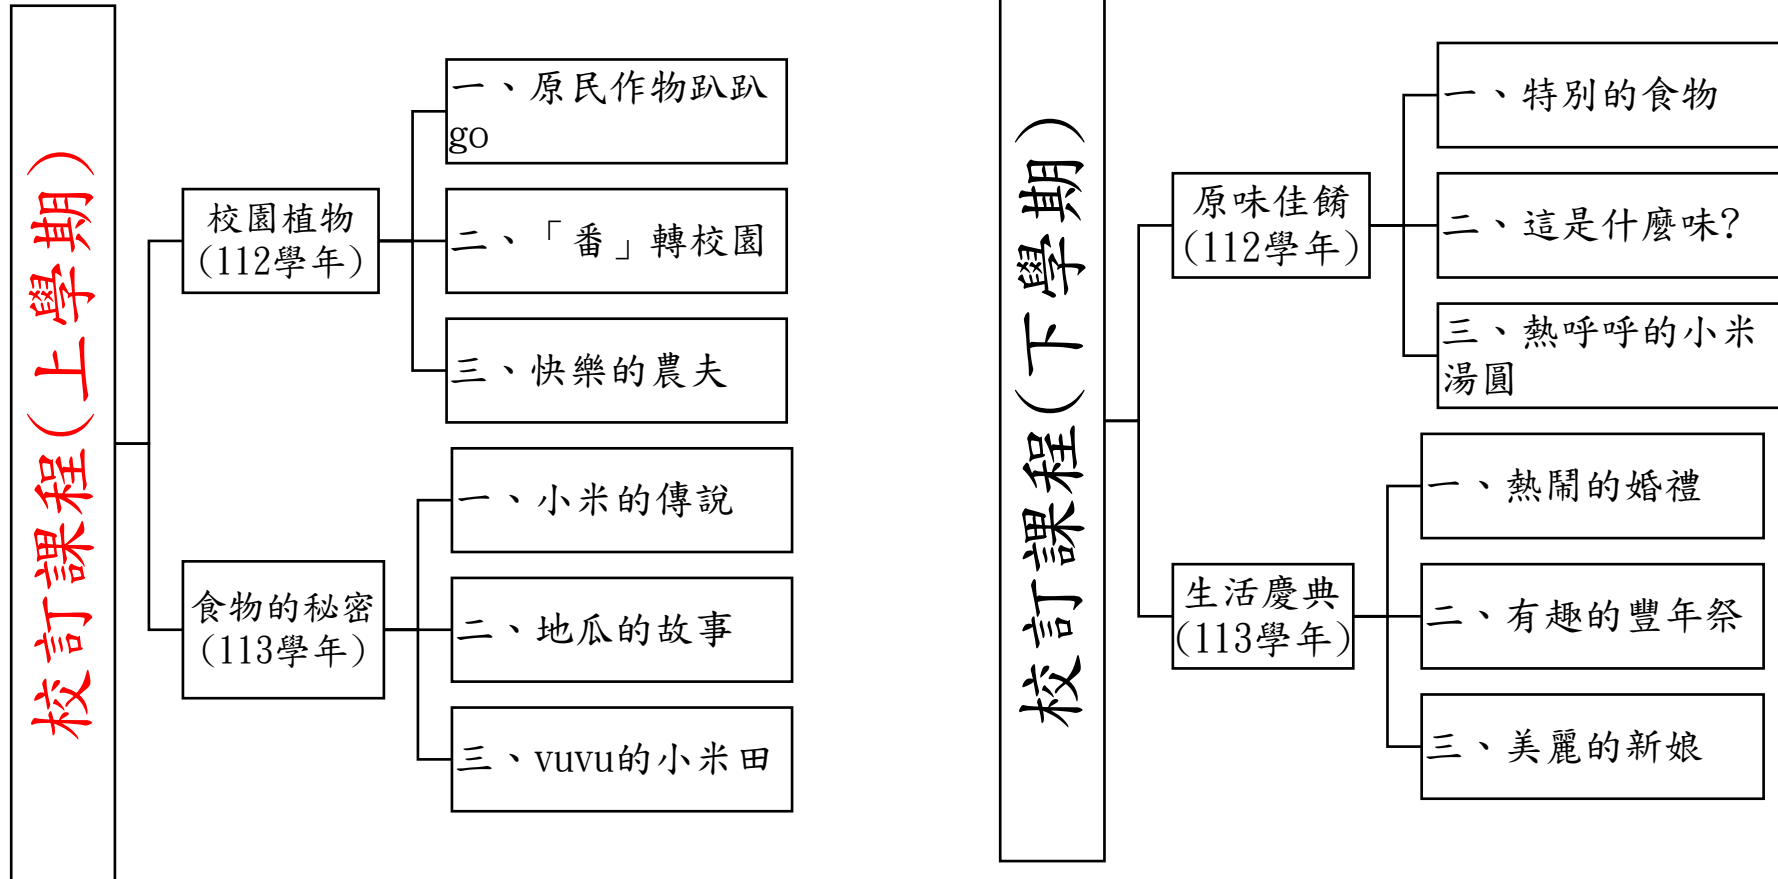 校訂課程(上學期)
校園植物
(112學年)
一、原民作物趴趴
go
二、「番」轉校園
三、快樂的農夫
食物的秘密
(113學年)
一、小米的傳說
二、地瓜的故事
三、vuvu的小米田
校訂課程(下學期)
原味佳餚
(112學年)
一、特別的食物
二、這是什麼味?
三、熱呼呼的小米
湯圓
生活慶典
(113學年)
一、熱鬧的婚禮
二、有趣的豐年祭
三、美麗的新娘